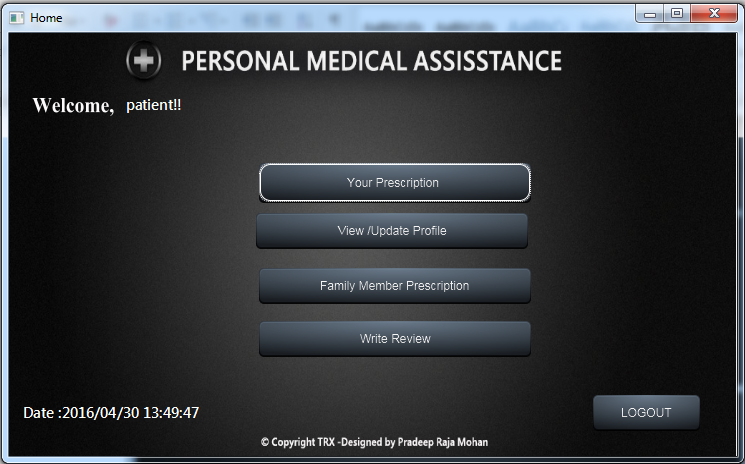 Home
PERSONAL MEDICAL ASSISSTANCE
Welcome, patient!!
Your Prescription
View /Update Profile
Family Member Prescription
Write Review
Date :2016/04/30 13:49:47
LOGOUT
© Copyright TRX -Designed by Pradeep Raja Mohan